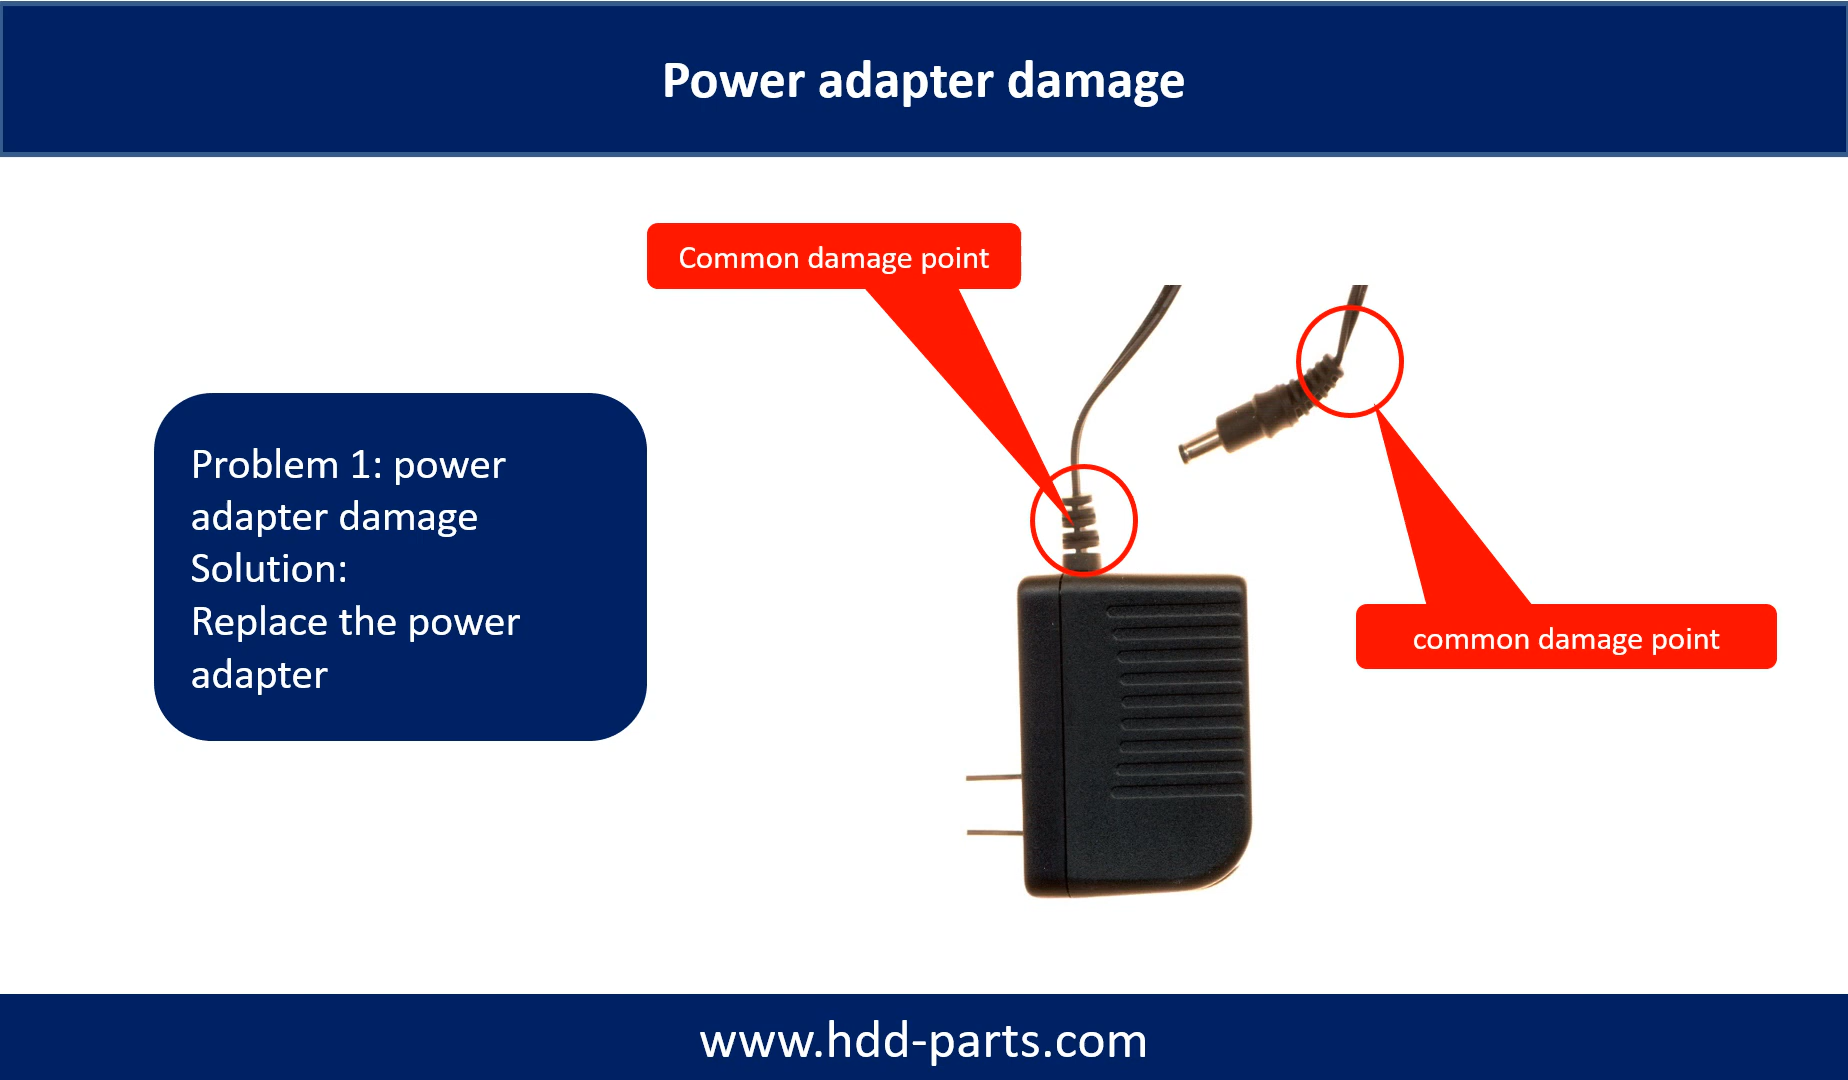 Power adapter damage
Common damage point
Problem 1: power
adapter damage
Solution:
Replace the power
adapter
common damage point
www.hdd-parts.com